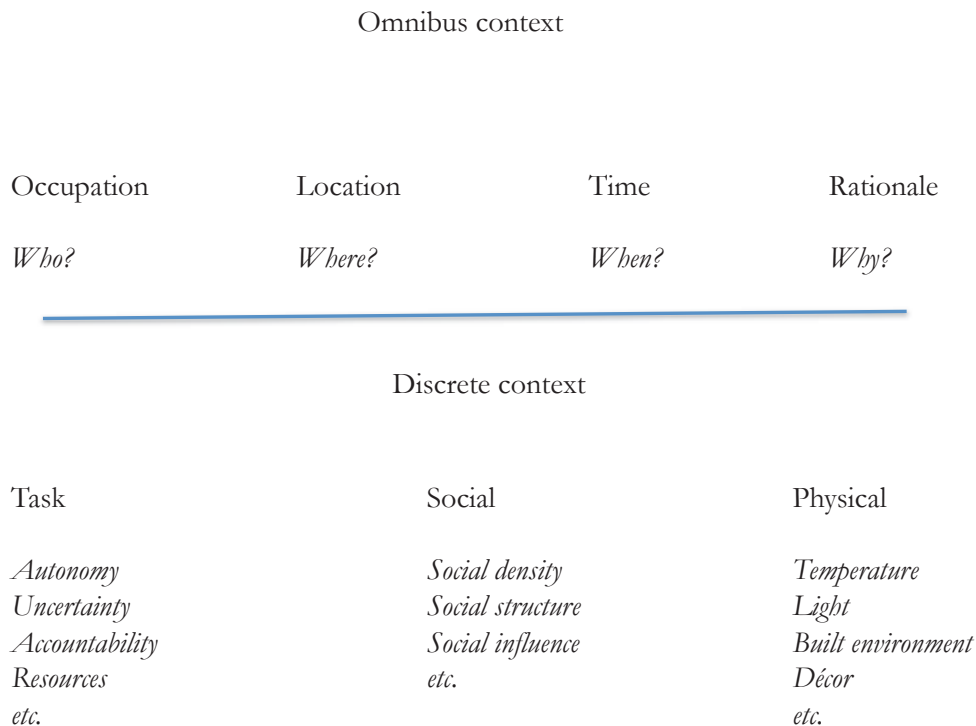 Omnibus context
Occupation Location Time Rationale
Who? Where? When? Why?
Discrete context
Task Social Physical
Autonomy Social density Temperature
Uncertainty Social structure Light
Accountability Social influence Built environment
Resources etc. Décor
etc. etc.